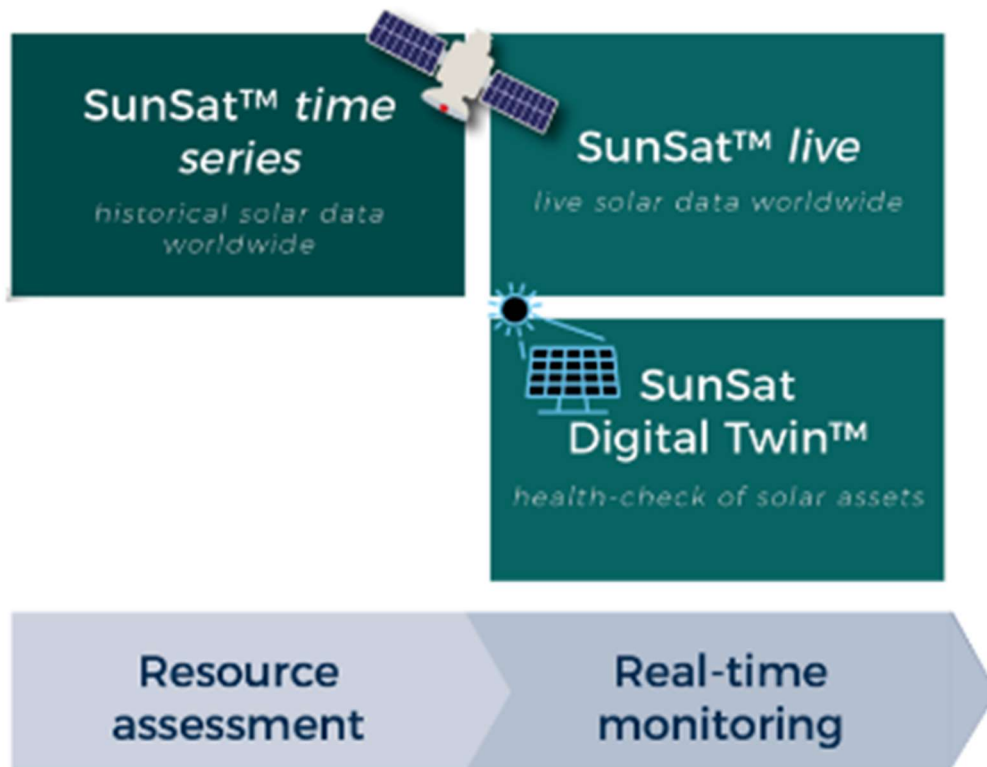 SunSat™ time
series
historical solar data
worldwide
SunSat™ live
live solar data worldwide
SunSat
Digital Twin™
health-check of solar assets
Resource
assessment
Real-time
monitoring